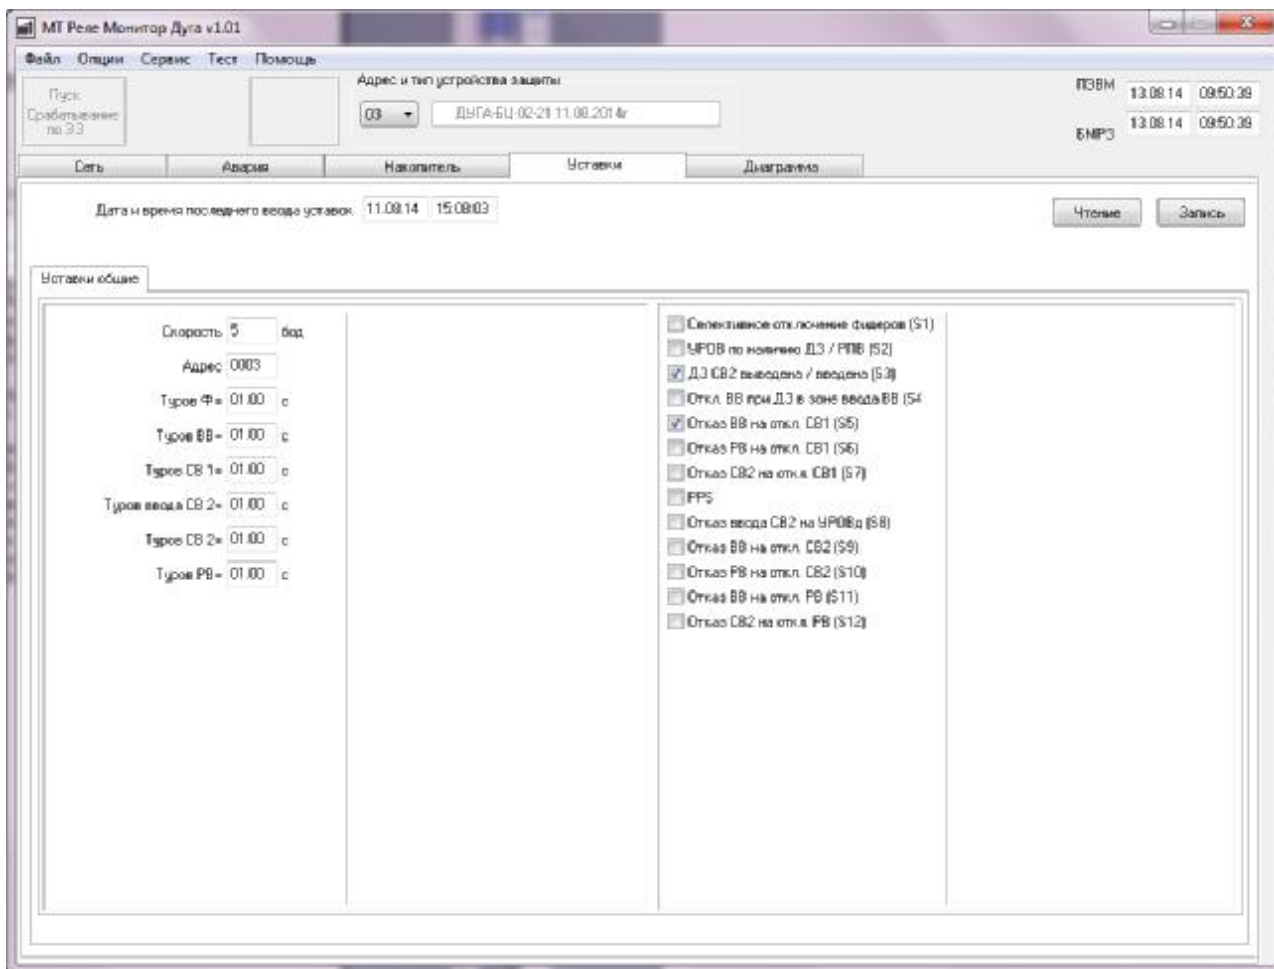 МТ Реле Монитор Дуга v1.01
Файл Опции Сервис Тест Помощь
Пуск
Срабатывание
по ЗЗ
Адрес и тип устройства защиты
03
ДУГА-БЦ-02-21 11.08.2014г
ПЭВМ 13.08.14 09:50:39
БМРЗ 13.08.14 09:50:39
Сеть Авария Накопитель Уставки Диаграмма
Дата и время последнего ввода уставок 11.08.14 15:08:03
Чтение Запись
Уставки общие
Скорость 5 бод
Адрес 0003
Туров Ф= 01.00 с
Туров ВВ= 01.00 с
Туров СВ 1= 01.00 с
Туров ввода СВ 2= 01.00 с
Туров СВ 2= 01.00 с
Туров РВ= 01.00 с
Селективное отключение фидеров (S1)
УРОВ по наличию ДЗ / РПВ (S2)
ДЗ СВ2 выведена / введена (S3)
Откл. ВВ при ДЗ в зоне ввода ВВ (S4
Отказ ВВ на откл. СВ1 (S5)
Отказ РВ на откл. СВ1 (S6)
Отказ СВ2 на откл. СВ1 (S7)
PPS
Отказ ввода СВ2 на УРОВд (S8)
Отказ ВВ на откл. СВ2 (S9)
Отказ РВ на откл. СВ2 (S10)
Отказ ВВ на откл. РВ (S11)
Отказ СВ2 на откл. РВ (S12)